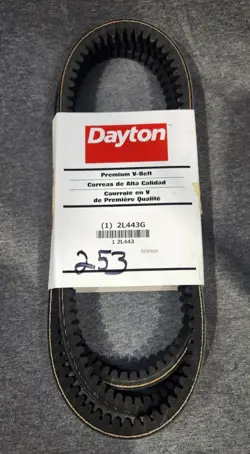 Dayton
Premium V-Belt
Correas de Alta Calidad
Courroie en V
de Première Qualité
(1) 2L443G
1 2L443
253